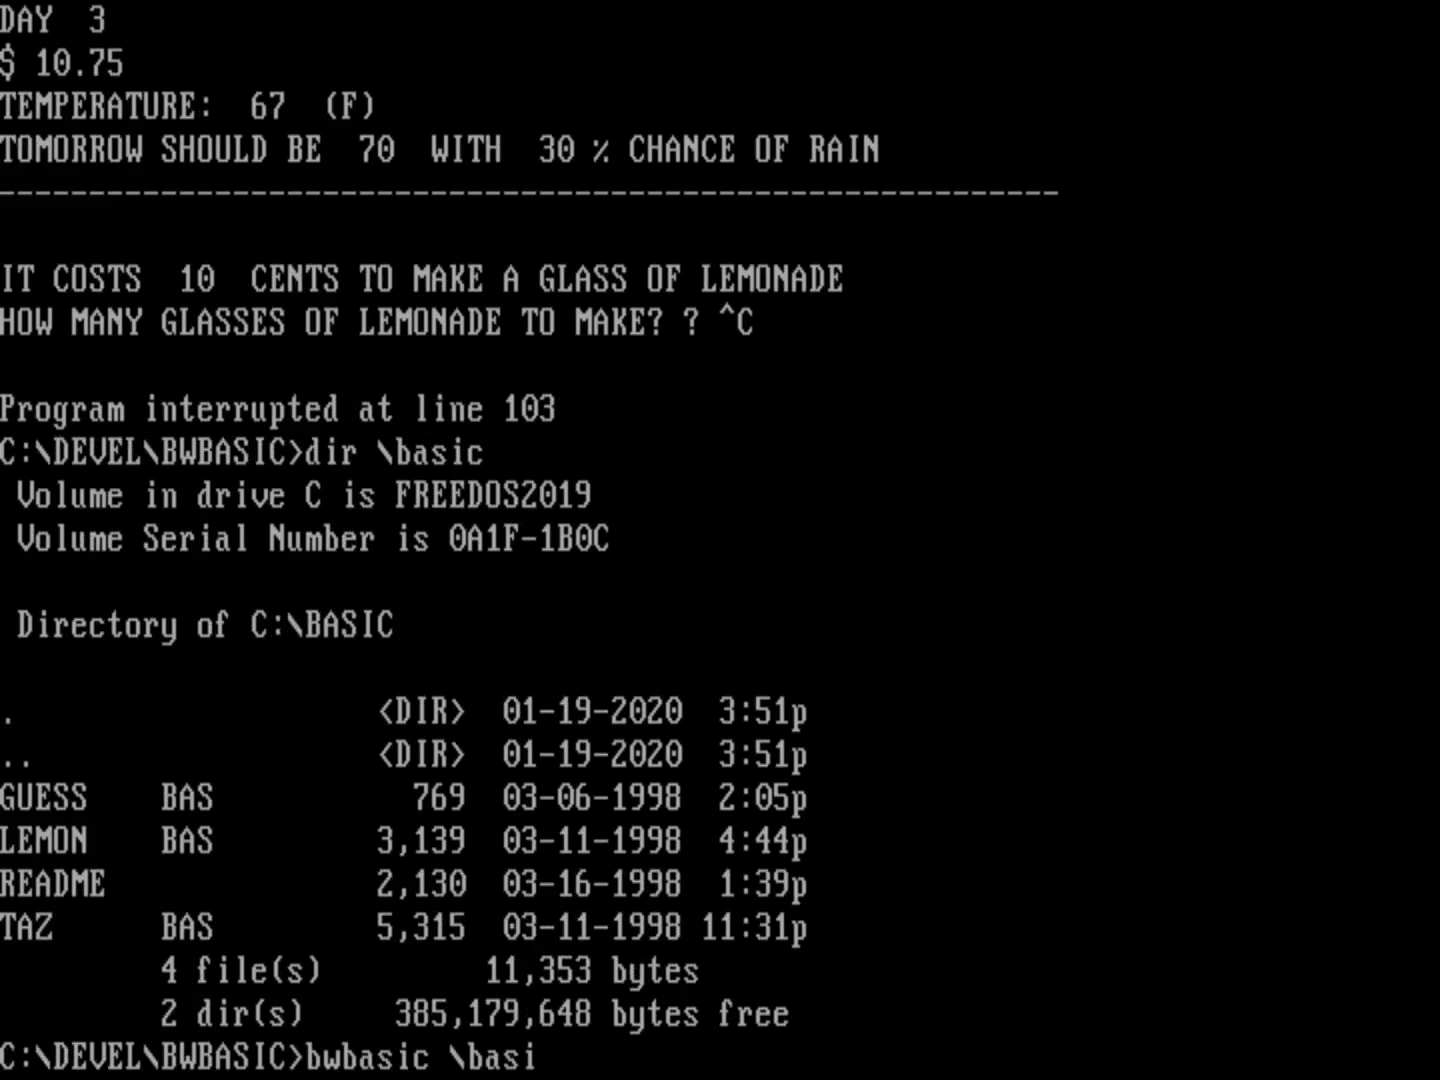 DAY  3
$ 10.75
TEMPERATURE:  67  (F)
TOMORROW SHOULD BE  70  WITH  30 % CHANCE OF RAIN
-----------------------------------------------------------
IT COSTS  10  CENTS TO MAKE A GLASS OF LEMONADE
HOW MANY GLASSES OF LEMONADE TO MAKE? ? ^C
Program interrupted at line 103
C:\DEVEL\BWBASIC>dir \basic
 Volume in drive C is FREEDOS2019
 Volume Serial Number is 0A1F-1B0C
 Directory of C:\BASIC
.                    <DIR>  01-19-2020  3:51p
..                   <DIR>  01-19-2020  3:51p
GUESS    BAS           769  03-06-1998  2:05p
LEMON    BAS         3,139  03-11-1998  4:44p
README               2,130  03-16-1998  1:39p
TAZ      BAS         5,315  03-11-1998 11:31p
         4 file(s)         11,353 bytes
         2 dir(s)     385,179,648 bytes free
C:\DEVEL\BWBASIC>bwbasic \basi